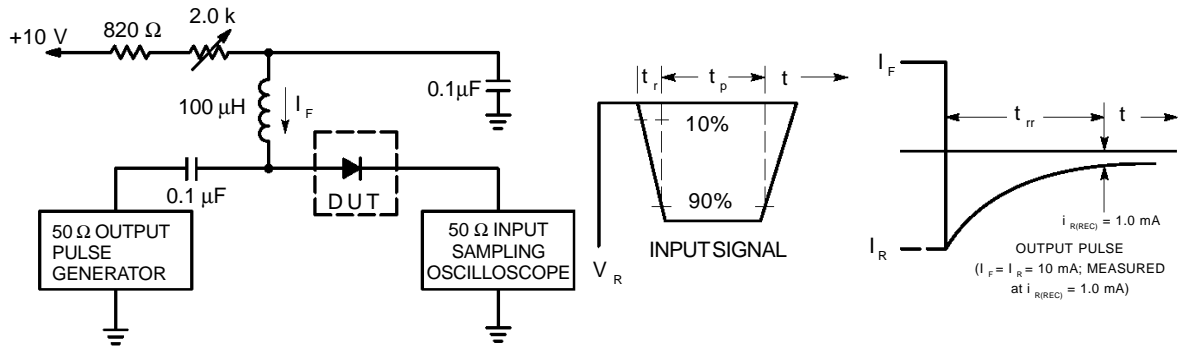 +10 V
820 Ω
2.0 k
100 μH
I F
0.1μF
0.1 μF
D U T
50 Ω OUTPUT
PULSE
GENERATOR
50 Ω INPUT
SAMPLING
OSCILLOSCOPE
t r
t p
t
10%
90%
V R
INPUT SIGNAL
I F
t rr
t
i R(REC) = 1.0 mA
I R
OUTPUT PULSE
(I F = I R = 10 mA; MEASURED
at i R(REC) = 1.0 mA)